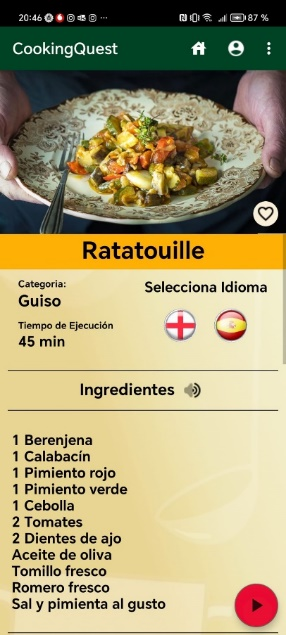 20:46
87 %
CookingQuest
Ratatouille
Categoria:
Guiso
Selecciona Idioma
Tiempo de Ejecución
45 min
Ingredientes
1 Berenjena
1 Calabacín
1 Pimiento rojo
1 Pimiento verde
1 Cebolla
2 Tomates
2 Dientes de ajo
Aceite de oliva
Tomillo fresco
Romero fresco
Sal y pimienta al gusto